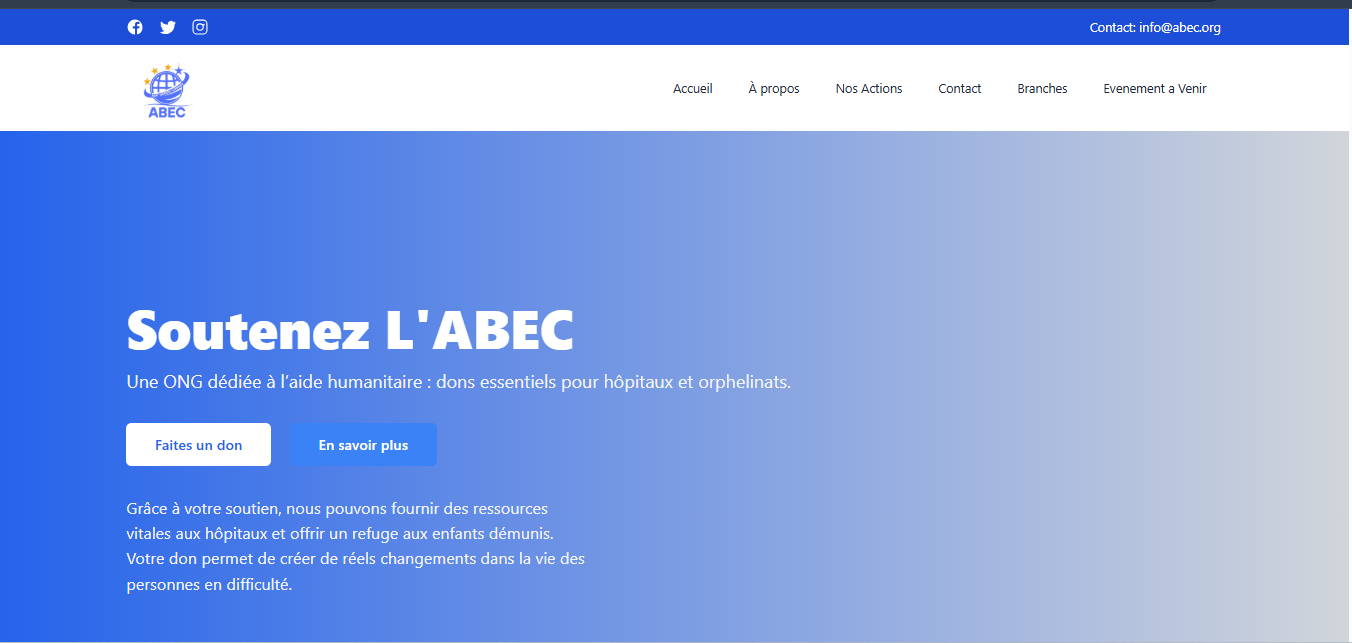 Contact: info@abec.org
ABEC
Accueil
À propos
Nos Actions
Contact
Branches
Evenement a Venir
Soutenez L'ABEC
Une ONG dédiée à l’aide humanitaire : dons essentiels pour hôpitaux et orphelinats.
Faites un don
En savoir plus
Grâce à votre soutien, nous pouvons fournir des ressources
vitales aux hôpitaux et offrir un refuge aux enfants démunis.
Votre don permet de créer de réels changements dans la vie des
personnes en difficulté.